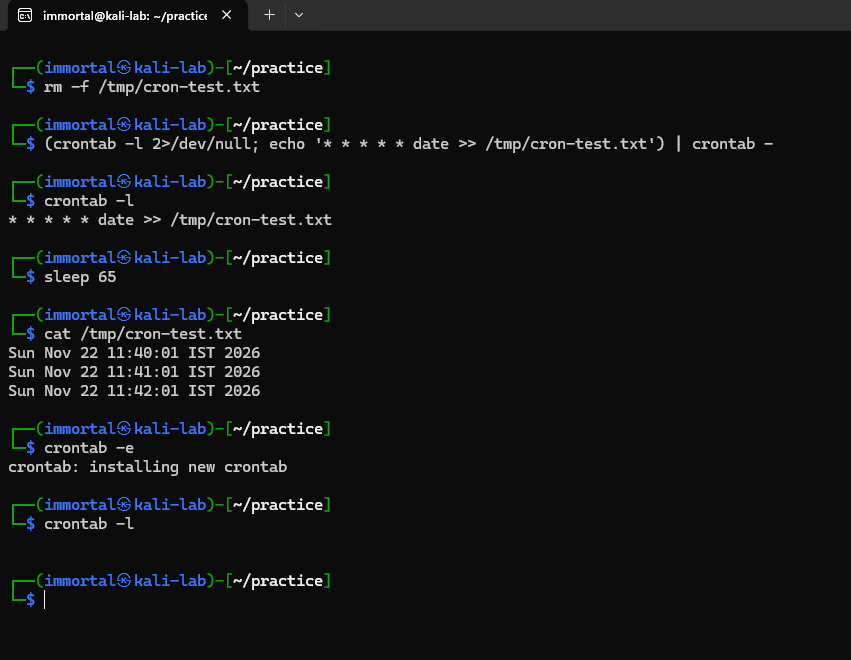 immortal@kali-lab: ~/practice
┌──(immortal㉿kali-lab)-[~/practice]
└─$ rm -f /tmp/cron-test.txt
┌──(immortal㉿kali-lab)-[~/practice]
└─$ (crontab -l 2>/dev/null; echo '* * * * * date >> /tmp/cron-test.txt') | crontab -
┌──(immortal㉿kali-lab)-[~/practice]
└─$ crontab -l
* * * * * date >> /tmp/cron-test.txt
┌──(immortal㉿kali-lab)-[~/practice]
└─$ sleep 65
┌──(immortal㉿kali-lab)-[~/practice]
└─$ cat /tmp/cron-test.txt
Sun Nov 22 11:40:01 IST 2026
Sun Nov 22 11:41:01 IST 2026
Sun Nov 22 11:42:01 IST 2026
┌──(immortal㉿kali-lab)-[~/practice]
└─$ crontab -e
crontab: installing new crontab
┌──(immortal㉿kali-lab)-[~/practice]
└─$ crontab -l
┌──(immortal㉿kali-lab)-[~/practice]
└─$